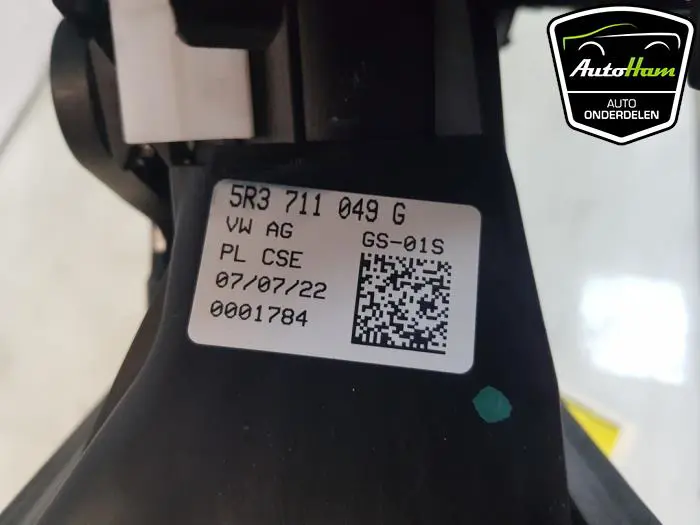 AutoHam
AUTO
ONDERDELEN
5R3 711 049 G
VW AG
GS-01S
PL CSE
07/07/22
0001784